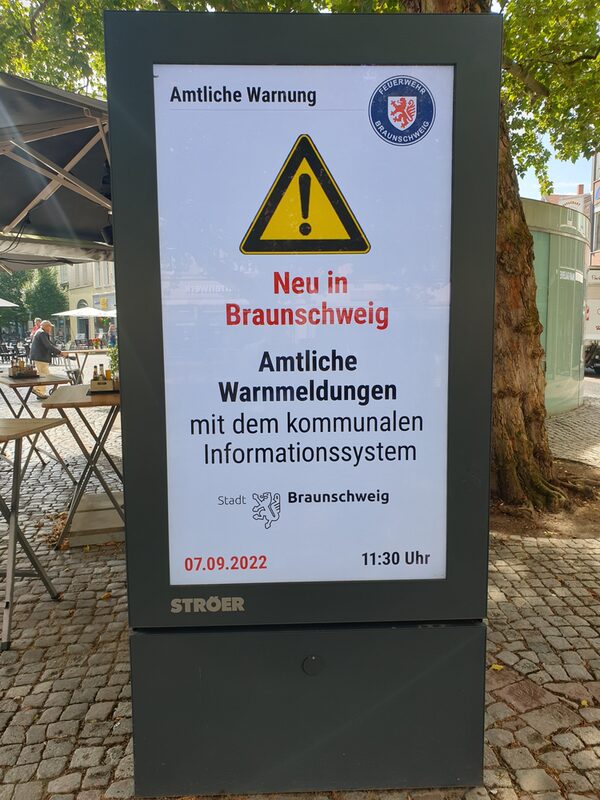 Amtliche Warnung
FEUERWEHR
BRAUNSCHWEIG
Neu in
Braunschweig
Amtliche
Warnmeldungen
mit dem kommunalen
Informationssystem
Stadt Braunschweig
07.09.2022 11:30 Uhr
STRÖER